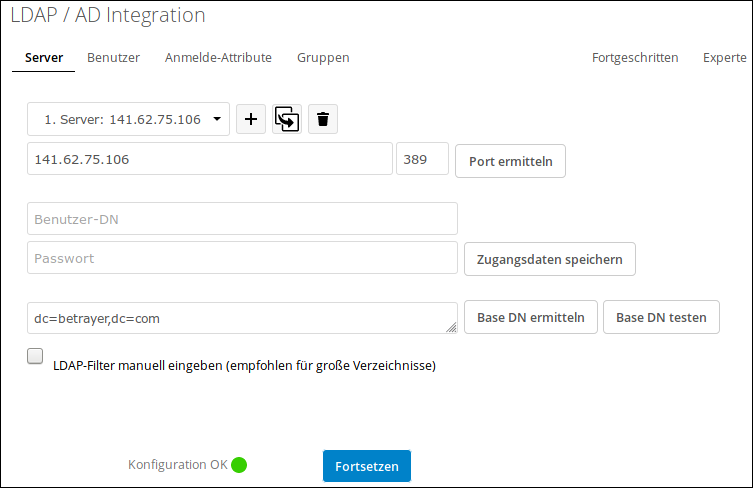 LDAP / AD Integration
Server Benutzer Anmelde-Attribute Gruppen Fortgeschritten Experte
1. Server: 141.62.75.106
141.62.75.106 389 Port ermitteln
Benutzer-DN
Passwort Zugangsdaten speichern
dc=betrayer,dc=com Base DN ermitteln Base DN testen
LDAP-Filter manuell eingeben (empfohlen für große Verzeichnisse)
Konfiguration OK Fortsetzen